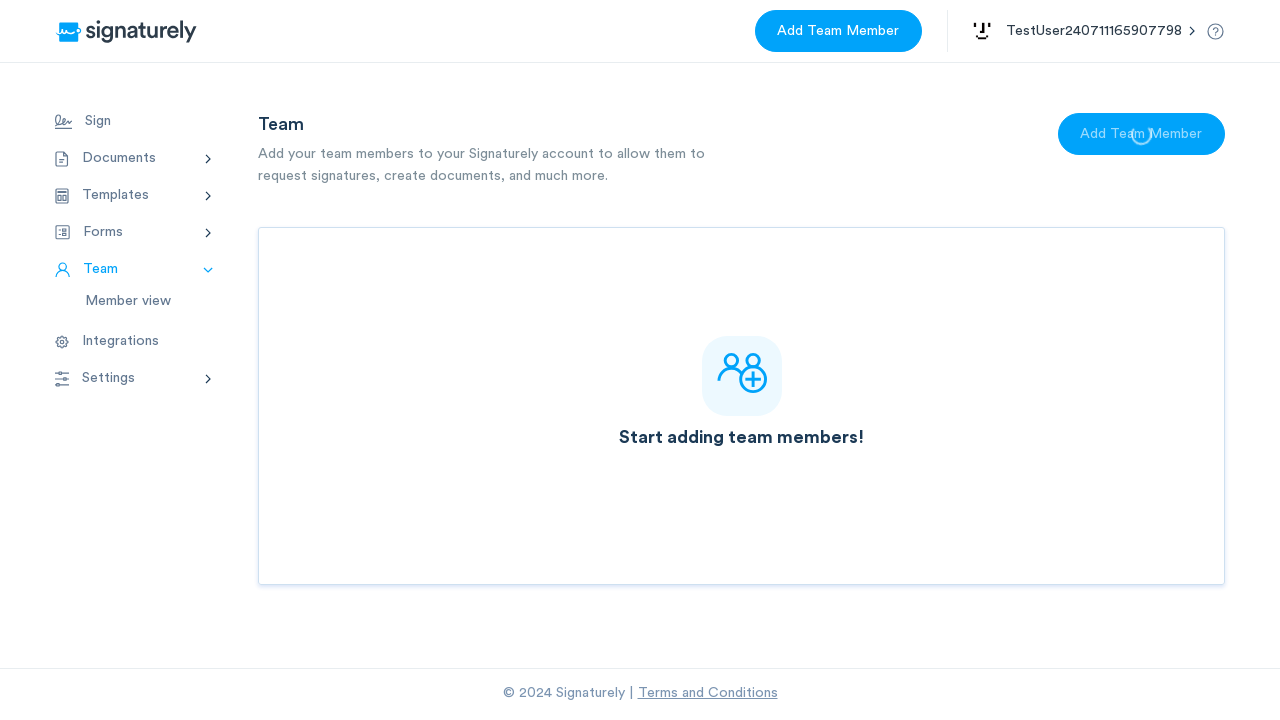 signaturely
Add Team Member
TestUser240711165907798
Sign
Documents
Templates
Forms
Team
Member view
Integrations
Settings
Team
Add your team members to your Signaturely account to allow them to
request signatures, create documents, and much more.
Add Team Member
Start adding team members!
© 2024 Signaturely | Terms and Conditions